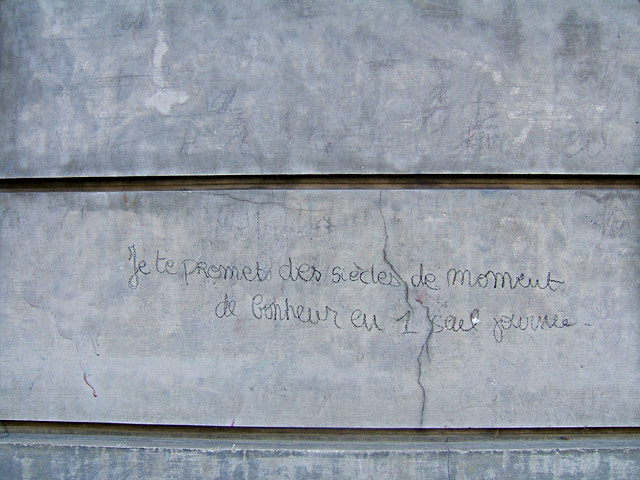 Je te promet des siècles de moment
de bonheur en 1 seul journée.